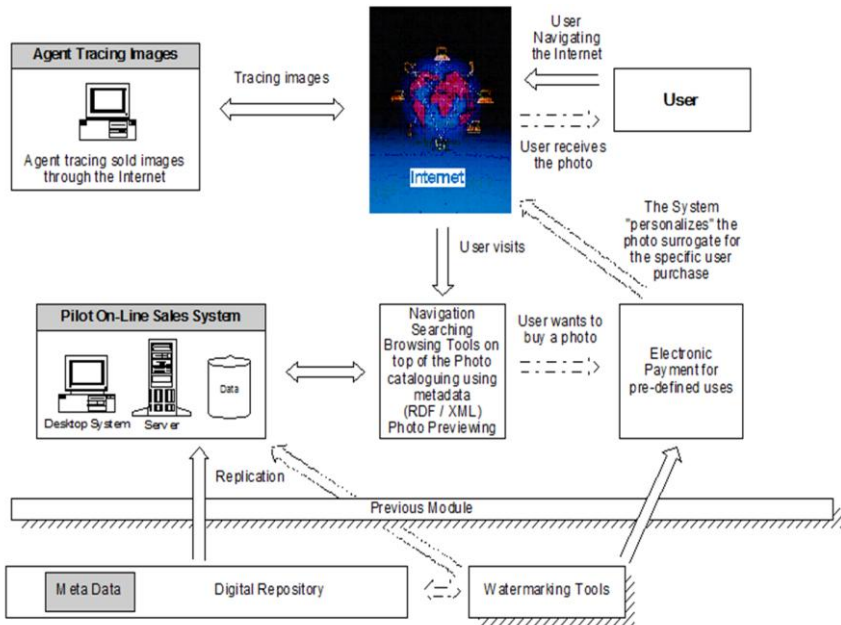 Agent Tracing Images
Agent tracing sold images
through the Internet
Tracing images
Internet
User
Navigating
the Internet
User
User receives
the photo
The System
"personalizes" the
photo surrogate for
the specific user
purchase
User visits
Pilot On-Line Sales System
Desktop System
Server
Data
Navigation
Searching
Browsing Tools on
top of the Photo
cataloguing using
metadata
(RDF / XML)
Photo Previewing
User wants to
buy a photo
Electronic
Payment for
pre-defined uses
Replication
Previous Module
Meta Data
Digital Repository
Watermarking Tools